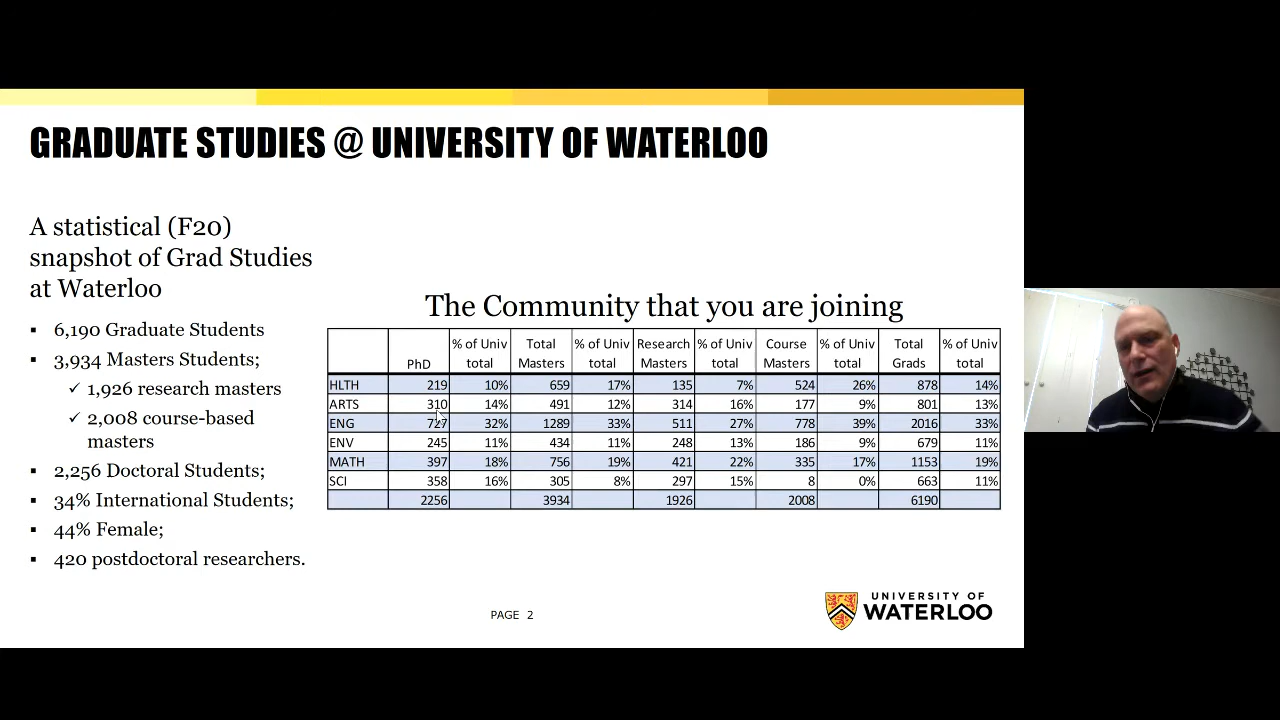 GRADUATE STUDIES @ UNIVERSITY OF WATERLOO
A statistical (F20)
snapshot of Grad Studies
at Waterloo
▪ 6,190 Graduate Students
▪ 3,934 Masters Students;
✓ 1,926 research masters
✓ 2,008 course-based
masters
▪ 2,256 Doctoral Students;
▪ 34% International Students;
▪ 44% Female;
▪ 420 postdoctoral researchers.
The Community that you are joining
PhD % of Univ total Total Masters % of Univ total Research Masters % of Univ total Course Masters % of Univ total Total Grads % of Univ total
HLTH 219 10% 659 17% 135 7% 524 26% 878 14%
ARTS 310 14% 491 12% 314 16% 177 9% 801 13%
ENG 727 32% 1289 33% 511 27% 778 39% 2016 33%
ENV 245 11% 434 11% 248 13% 186 9% 679 11%
MATH 397 18% 756 19% 421 22% 335 17% 1153 19%
SCI 358 16% 305 8% 297 15% 8 0% 663 11%
2256 3934 1926 2008 6190
PAGE 2
UNIVERSITY OF
WATERLOO